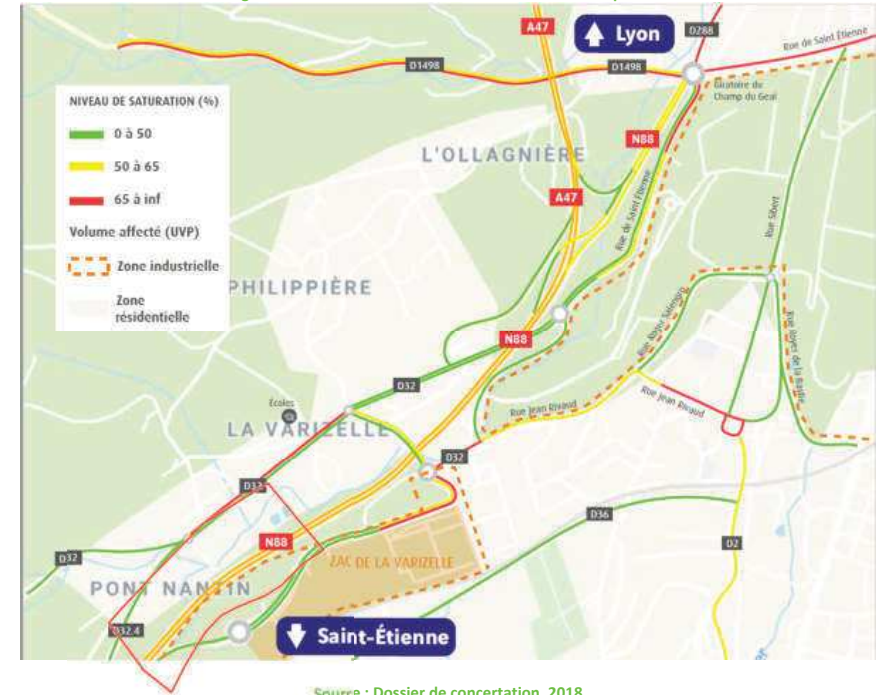 A47
Lyon
D288
Rue de Saint Étienne
D1498
D1498
Giratoire du
Champ du Geai
NIVEAU DE SATURATION (%)
0 à 50
50 à 65
65 à inf
Volume affecté (UVP)
Zone industrielle
Zone
résidentielle
L'OLLAGNIÈRE
N88
A47
Rue de Saint Étienne
Rue Sibert
PHILIPPIÈRE
N88
Rue Roger Salengro
D32
Écoles
Rue Jean Rivaud
Rue Jean Rivaud
LA VARIZELLE
D32
D32
D36
N88
ZAC DE LA VARIZELLE
D2
D32
PONT NANTIN
D32.4
Saint-Étienne
Source : Dossier de concertation, 2018